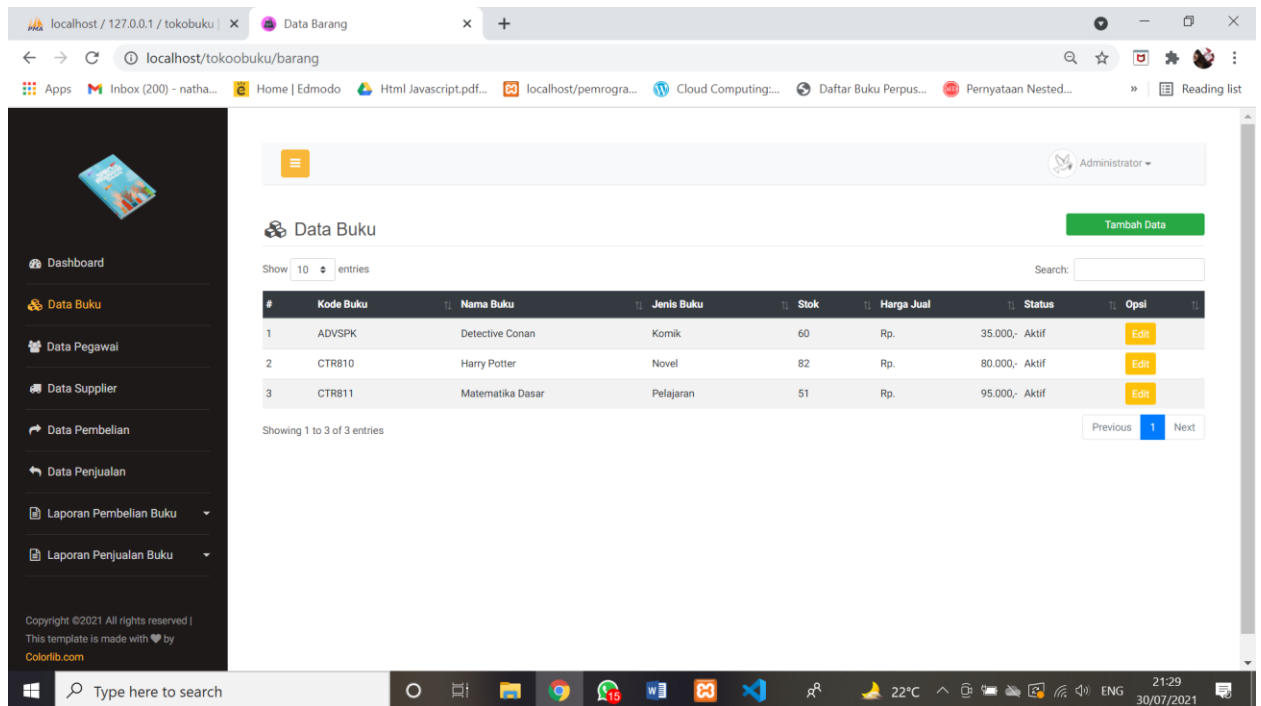 localhost / 127.0.0.1 / tokobuku |
Data Barang
localhost/tokoobuku/barang
Apps
Inbox (200) - natha...
Home | Edmodo
Html Javascript.pdf...
localhost/pemrogra...
Cloud Computing:...
Daftar Buku Perpus...
Pernyataan Nested...
»
Reading list
Administrator
Data Buku
Tambah Data
Dashboard
Data Buku
Data Pegawai
Data Supplier
Data Pembelian
Data Penjualan
Laporan Pembelian Buku
Laporan Penjualan Buku
Show 10 entries
Search:
# Kode Buku Nama Buku Jenis Buku Stok Harga Jual Status Opsi
1 ADVSPK Detective Conan Komik 60 Rp. 35.000,- Aktif Edit
2 CTR810 Harry Potter Novel 82 Rp. 80.000,- Aktif Edit
3 CTR811 Matematika Dasar Pelajaran 51 Rp. 95.000,- Aktif Edit
Showing 1 to 3 of 3 entries
Previous 1 Next
Copyright ©2021 All rights reserved |
This template is made with ♥ by
Colorlib.com
Type here to search
15
22°C
ENG
21:29
30/07/2021